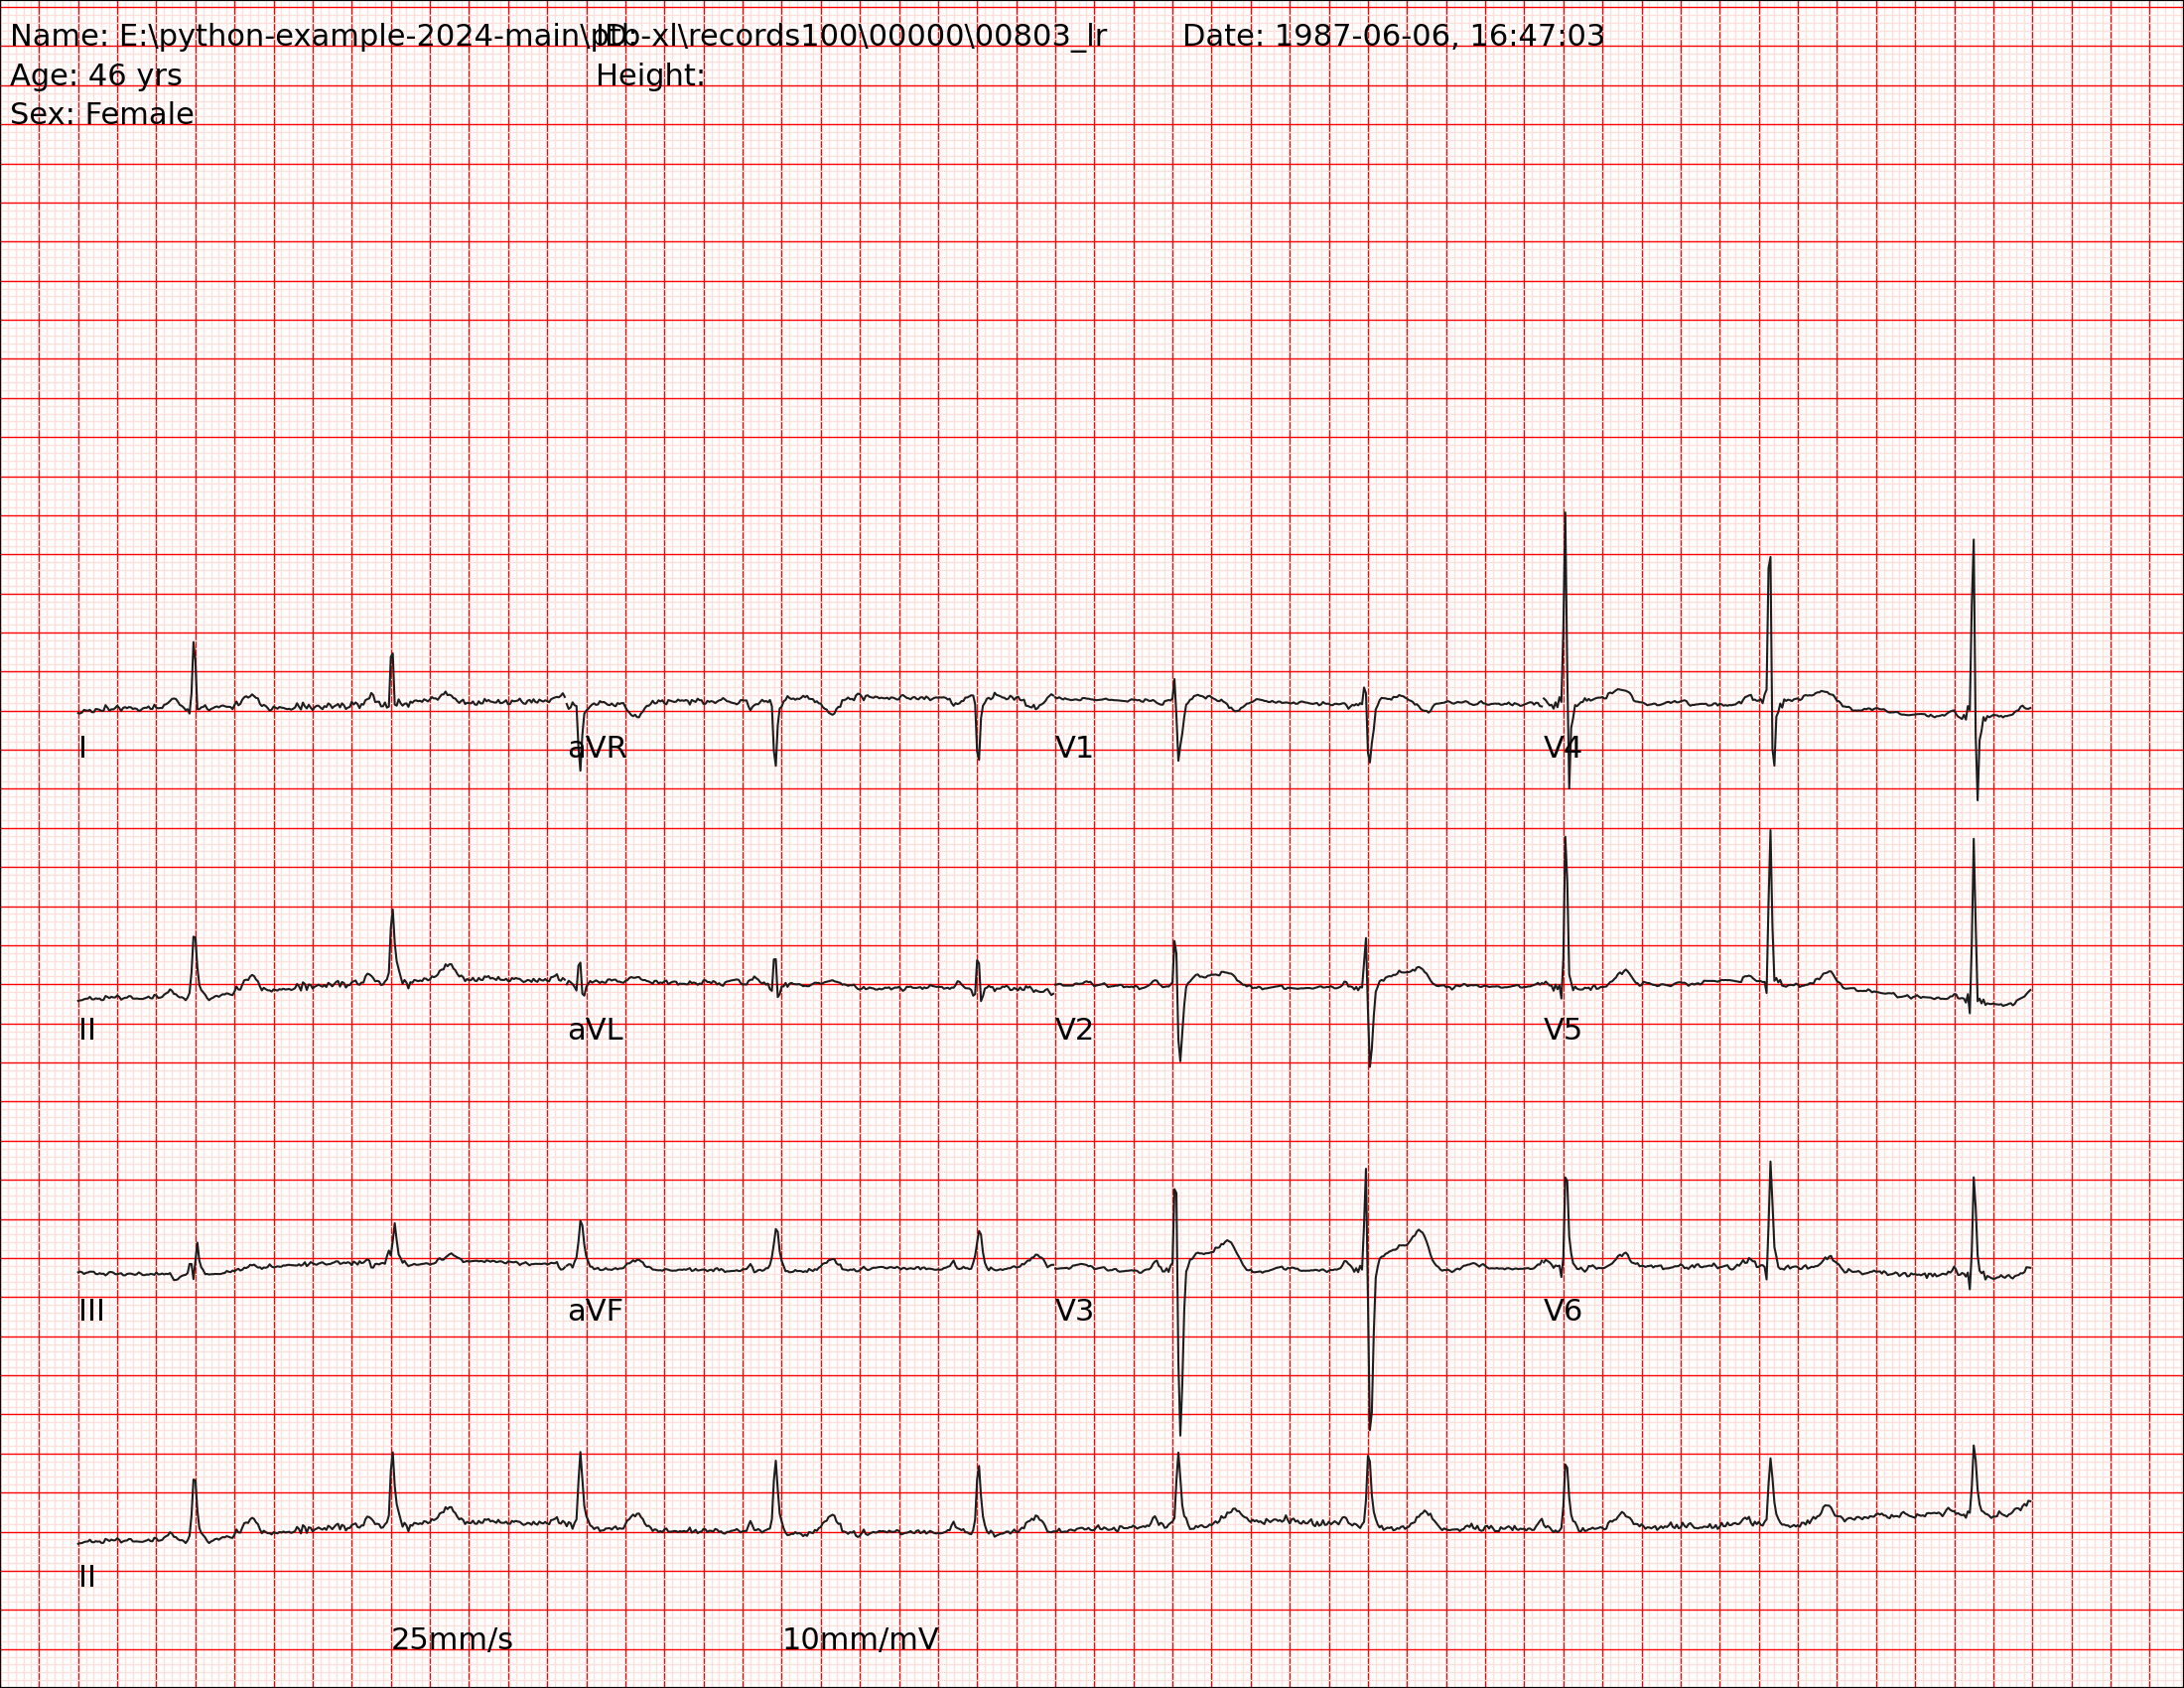 Name: E:\python-example-2024-main\ptb-xl\records100\00000\00803_lr ID: Date: 1987-06-06, 16:47:03
Age: 46 yrs Height:
Sex: Female
I aVR V1 V4
II aVL V2 V5
III aVF V3 V6
II
25mm/s 10mm/mV